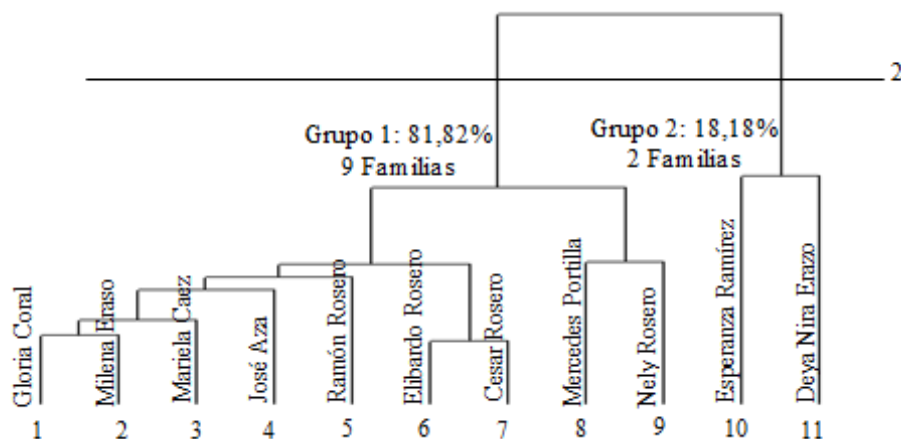 2
Grupo 1: 81,82%
9 Familias
Grupo 2: 18,18%
2 Familias
Gloria Coral
Milena Eraso
Mariela Caez
José Aza
Ramón Rosero
Elibardo Rosero
Cesar Rosero
Mercedes Portilla
Nely Rosero
Esperanza Ramírez
Deya Nira Erazo
1 2 3 4 5 6 7 8 9 10 11